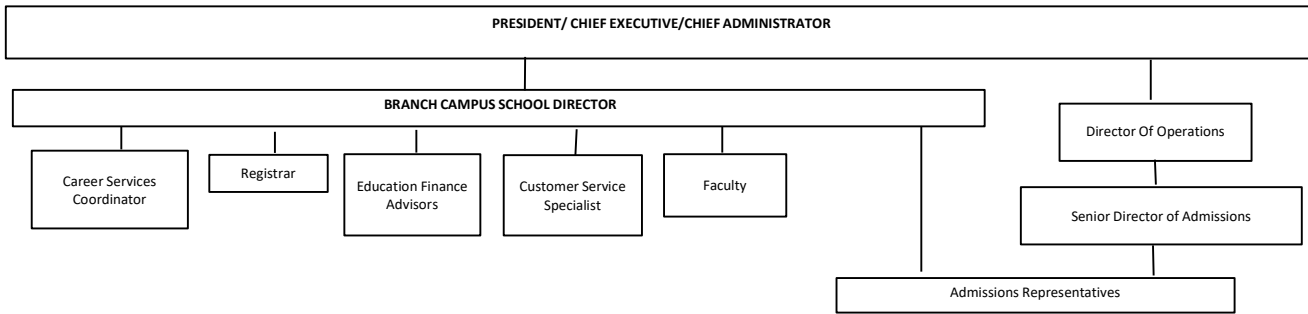 PRESIDENT/ CHIEF EXECUTIVE/CHIEF ADMINISTRATOR
BRANCH CAMPUS SCHOOL DIRECTOR
Director Of Operations
Career Services
Coordinator
Registrar
Education Finance
Advisors
Customer Service
Specialist
Faculty
Senior Director of Admissions
Admissions Representatives